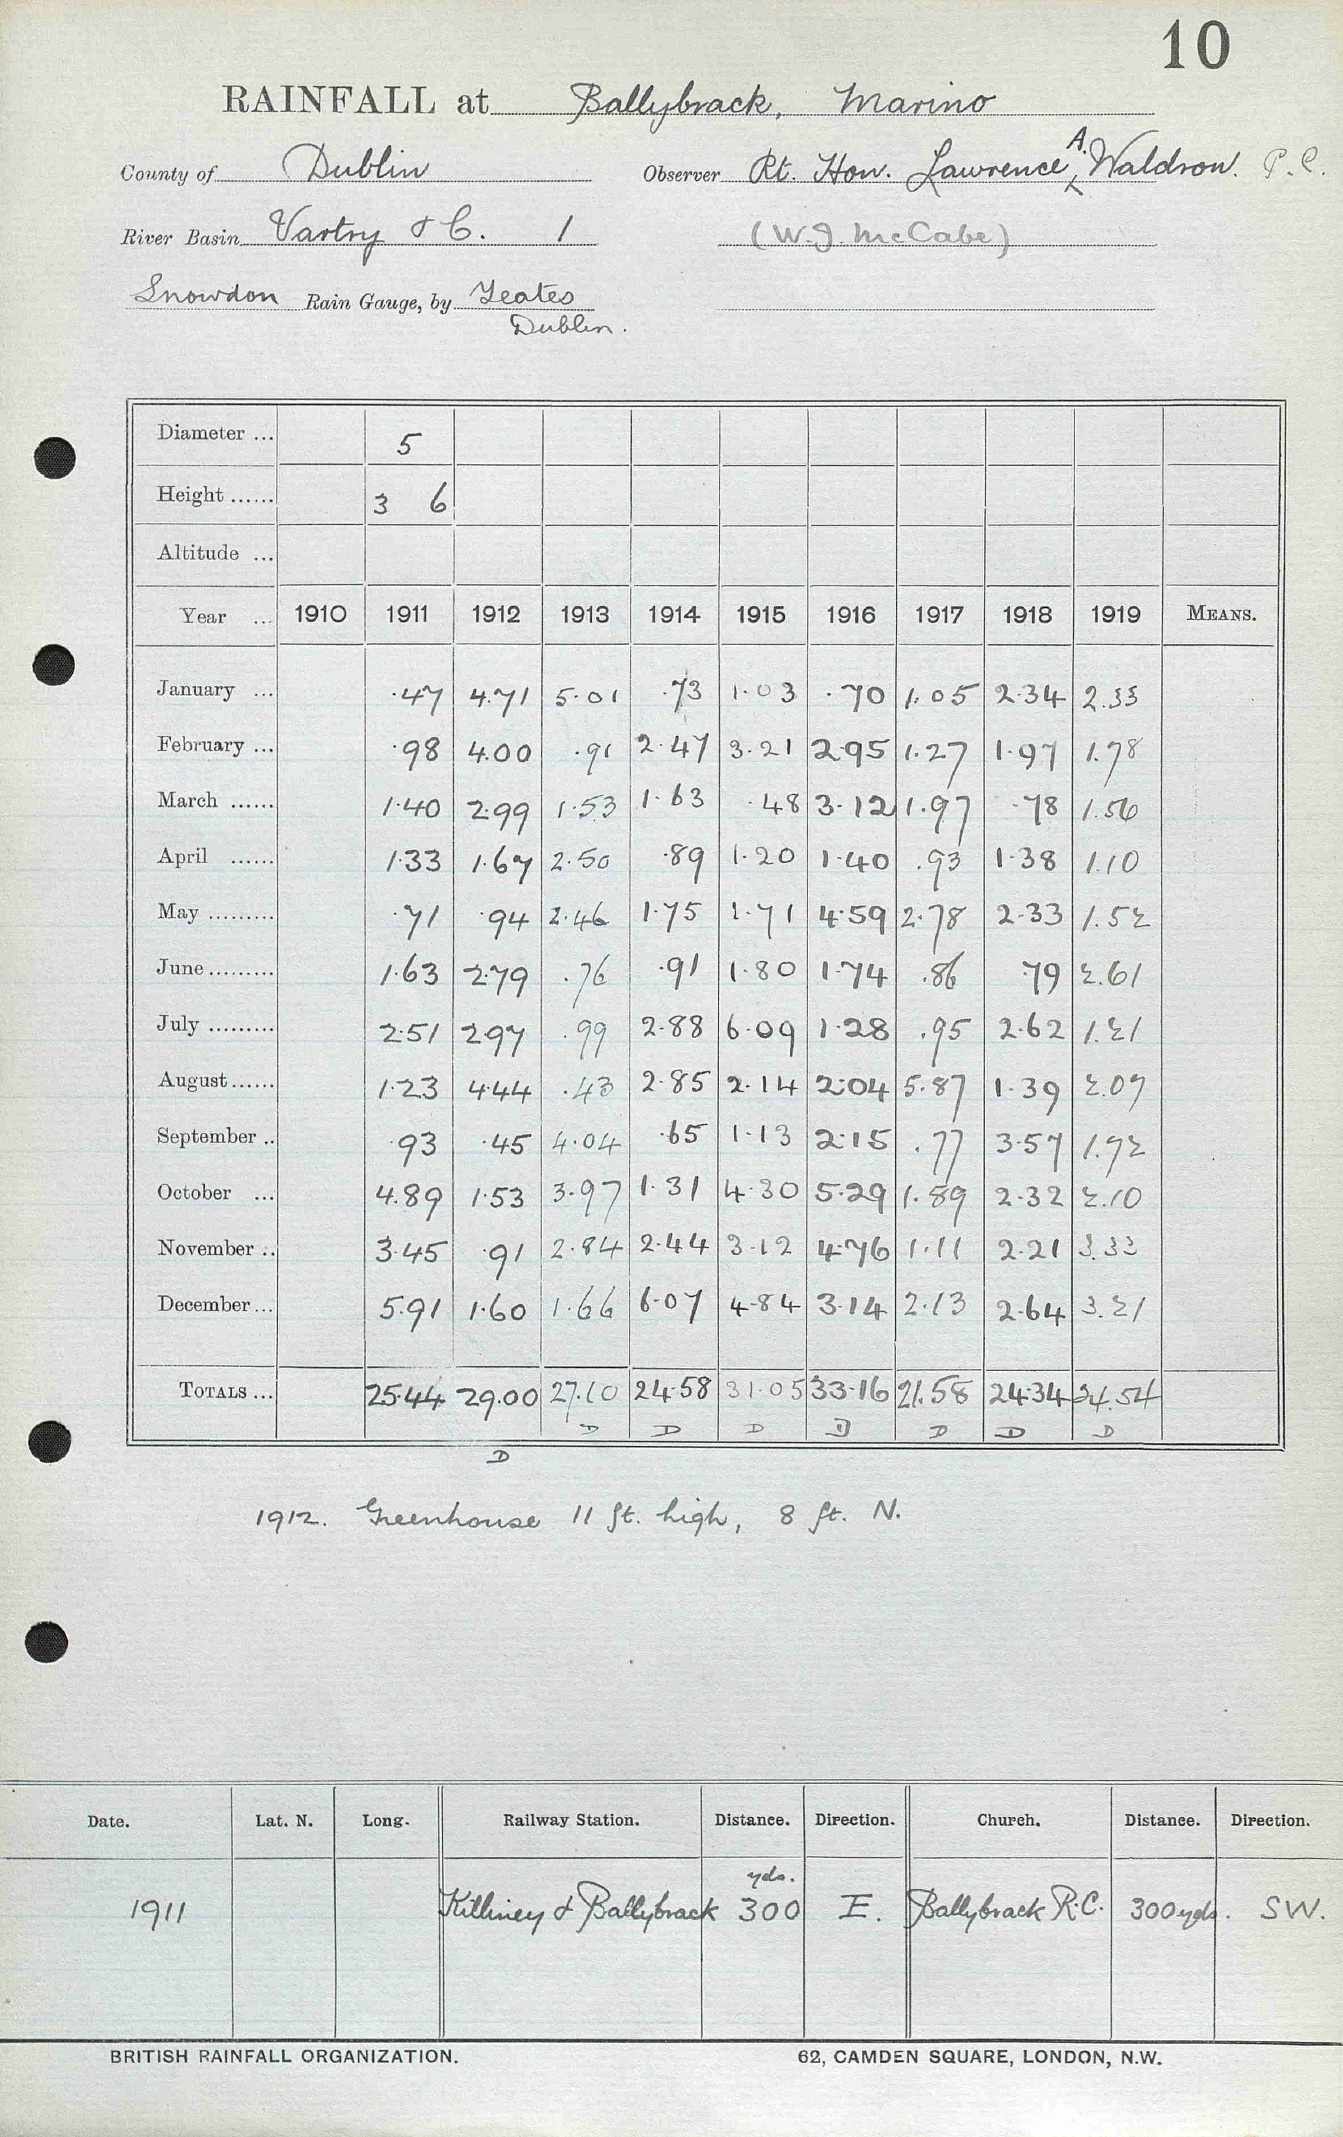 10
RAINFALL at Ballybrack, Marino
County of Dublin Observer Rt. Hon. Lawrence A. Waldron. P.C.
River Basin Vartry & C. 1 (W.J. McCabe)
Snowdon Rain Gauge, by Yeates
Dublin.
Diameter ... 5
Height ...... 3 6
Altitude ...
Year ... 1910 1911 1912 1913 1914 1915 1916 1917 1918 1919 MEANS.
January ... .47 4.71 5.01 .73 1.03 .70 1.05 2.34 2.33
February ... .98 4.00 .91 2.47 3.21 2.95 1.27 1.97 1.78
March ...... 1.40 2.99 1.53 1.63 .48 3.12 1.97 .78 1.56
April ...... 1.33 1.67 2.50 .89 1.20 1.40 .93 1.38 1.10
May ......... .71 .94 2.46 1.75 1.71 4.59 2.78 2.33 1.52
June ......... 1.63 2.79 .76 .91 1.80 1.74 .86 .79 2.61
July ......... 2.51 2.97 .99 2.88 6.09 1.28 .95 2.62 1.21
August ...... 1.23 4.44 .43 2.85 2.14 2.04 5.87 1.39 2.07
September .. .93 .45 4.04 .65 1.13 2.15 .77 3.57 1.72
October ... 4.89 1.53 3.97 1.31 4.30 5.29 1.89 2.32 2.10
November .. 3.45 .91 2.84 2.44 3.12 4.76 1.11 2.21 3.33
December ... 5.91 1.60 1.66 6.07 4.84 3.14 2.13 2.64 3.21
TOTALS ... 25.44 29.00 27.10 24.58 31.05 33.16 21.58 24.34 24.54
D D D D D D D
D
1912. Greenhouse 11 ft. high, 8 ft. N.
Date. Lat. N. Long. Railway Station. Distance. Direction. Church. Distance. Direction.
yds.
1911 Killiney & Ballybrack 300 E. Ballybrack R.C. 300 yds. SW.
BRITISH RAINFALL ORGANIZATION. 62, CAMDEN SQUARE, LONDON, N.W.